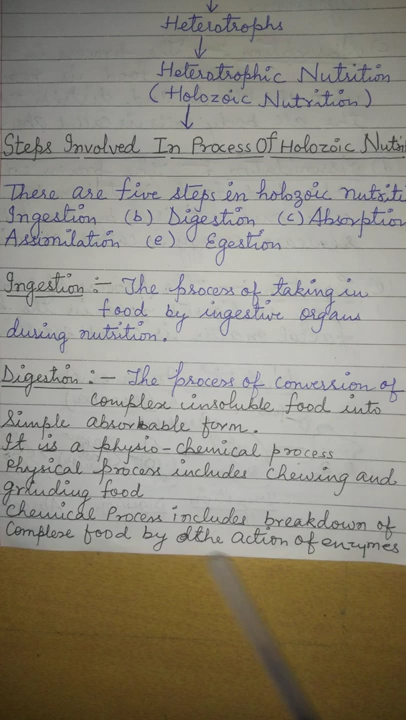 Heterotrophs
Heterotrophic Nutrition
(Holozoic Nutrition)
Steps Involved In Process Of Holozoic Nutri
There are five steps in holozoic nutriti
Ingestion (b) Digestion (c) Absorption
Assimilation (e) Egestion
Ingestion :- The process of taking in
food by ingestive organs
during nutrition.
Digestion :- The process of conversion of
complex insoluble food into
simple absorbable form.
It is a physio-chemical process
Physical process includes chewing and
grinding food
Chemical Process includes breakdown of
complex food by the action of enzymes